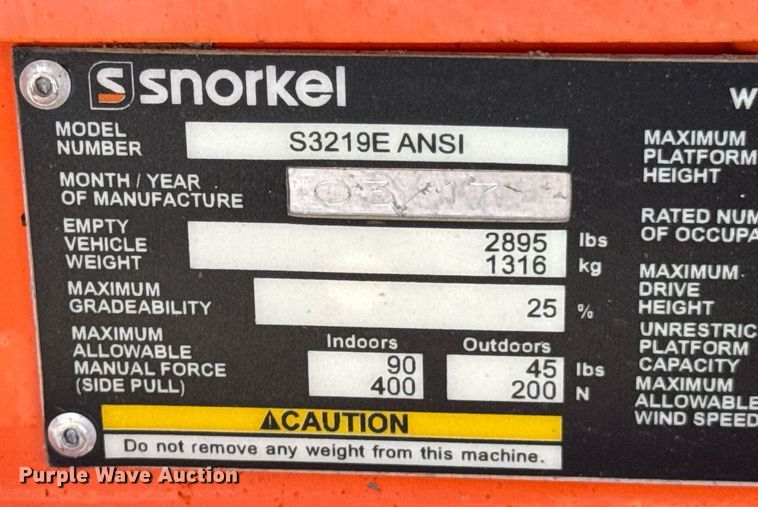 snorkel
W
MODEL
NUMBER
S3219E ANSI
MONTH / YEAR
OF MANUFACTURE
03/17
EMPTY
VEHICLE
WEIGHT
2895 lbs
1316 kg
MAXIMUM
GRADEABILITY
25 %
MAXIMUM
ALLOWABLE
MANUAL FORCE
(SIDE PULL)
Indoors
Outdoors
90
45 lbs
400
200 N
MAXIMUM
PLATFORM
HEIGHT
RATED NUM
OF OCCUPA
MAXIMUM
DRIVE
HEIGHT
UNRESTRIC
PLATFORM
CAPACITY
MAXIMUM
ALLOWABLE
WIND SPEED
⚠CAUTION
Do not remove any weight from this machine.
Purple Wave Auction